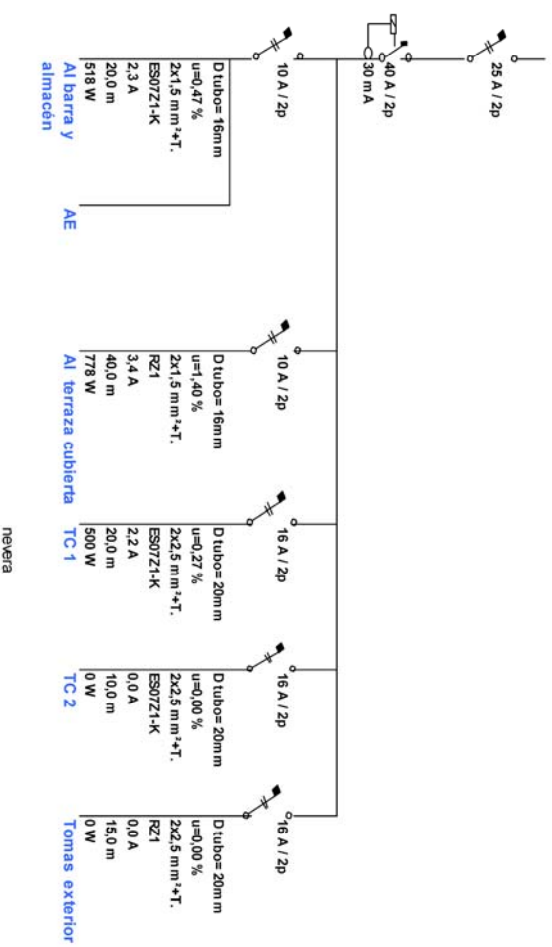 25 A / 2p
40 A / 2p
30 mA
10 A / 2p
D tubo= 16mm
u=0,47 %
2x1,5 mm²+T.
ES07Z1-K
2,3 A
20,0 m
518 W
Al barra y
almacén
AE
10 A / 2p
D tubo= 16mm
u=1,40 %
2x1,5 mm²+T.
RZ1
3,4 A
40,0 m
778 W
Al terraza cubierta
16 A / 2p
D tubo= 20mm
u=0,27 %
2x2,5 mm²+T.
ES07Z1-K
2,2 A
20,0 m
500 W
TC 1
nevera
16 A / 2p
D tubo= 20mm
u=0,00 %
2x2,5 mm²+T.
ES07Z1-K
0,0 A
10,0 m
0 W
TC 2
16 A / 2p
D tubo= 20mm
u=0,00 %
2x2,5 mm²+T.
RZ1
0,0 A
15,0 m
0 W
Tomas exterior